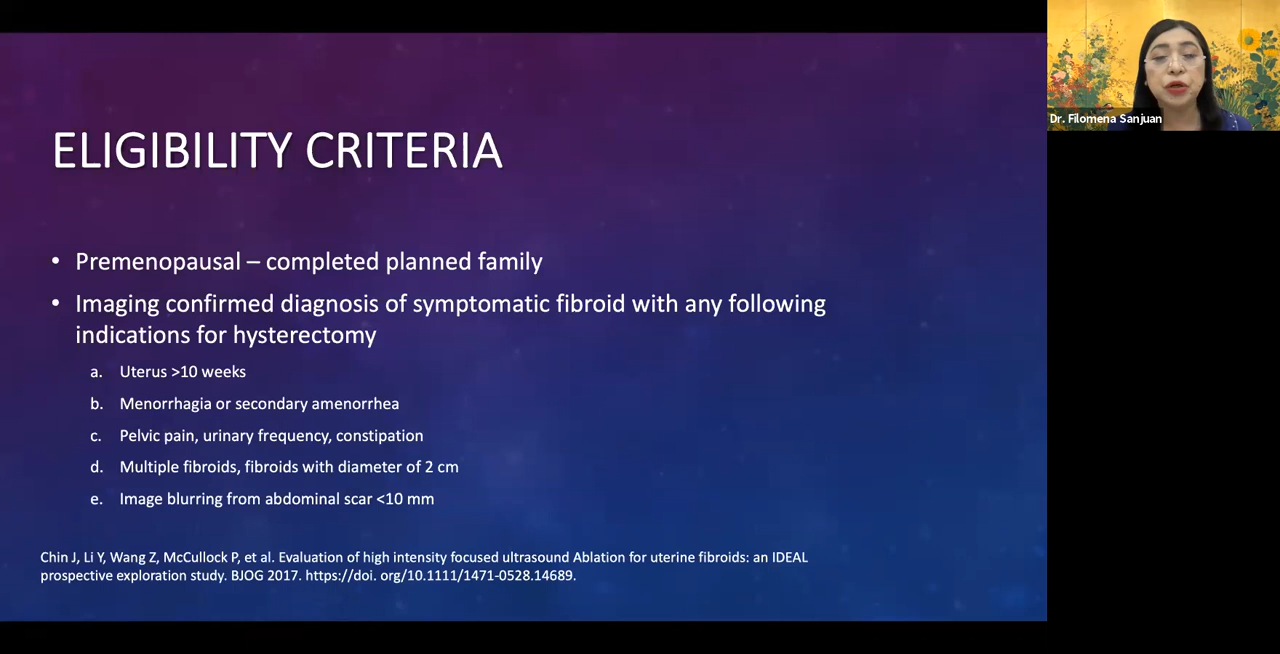 ELIGIBILITY CRITERIA
• Premenopausal – completed planned family
• Imaging confirmed diagnosis of symptomatic fibroid with any following
indications for hysterectomy
a. Uterus >10 weeks
b. Menorrhagia or secondary amenorrhea
c. Pelvic pain, urinary frequency, constipation
d. Multiple fibroids, fibroids with diameter of 2 cm
e. Image blurring from abdominal scar <10 mm
Chin J, Li Y, Wang Z, McCullock P, et al. Evaluation of high intensity focused ultrasound Ablation for uterine fibroids: an IDEAL
prospective exploration study. BJOG 2017. https://doi. org/10.1111/1471-0528.14689.
Dr. Filomena Sanjuan